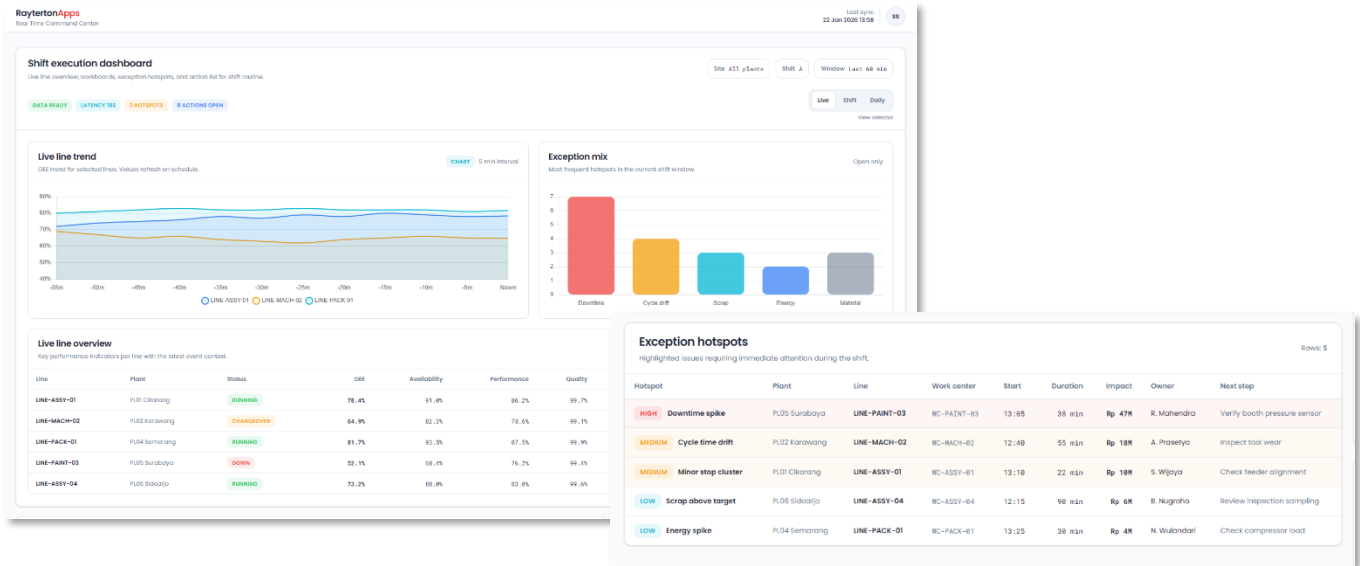 RaytertonApps
Real Time Command Center
Last sync
22 Jan 2026 13:58
Shift execution dashboard
Live line overview, workboards, exception hotspots, and action list for shift routine.
Site All plants
Shift A
Window Last 60 min
DATA READY
LATENCY 18S
3 HOTSPOTS
8 ACTIONS OPEN
Live Shift Daily
View selector
Live line trend
OEE trend for selected lines. Values refresh on schedule.
CHART 5 min interval
90%
80%
70%
60%
50%
40%
-55m -50m -45m -40m -35m -30m -25m -20m -15m -10m -5m Nowm
LINE-ASSY-01 LINE-MACH-02 LINE-PACK-01
Exception mix
Most frequent hotspots in the current shift window.
Open only
7
6
5
4
3
2
1
0
Downtime Cycle drift Scrap Energy Material
Live line overview
Key performance indicators per line with the latest event context.
Line Plant Status OEE Availability Performance Quality
LINE-ASSY-01 PL01 Cikarang RUNNING 78.4% 91.0% 86.2% 99.7%
LINE-MACH-02 PL02 Karawang CHANGEOVER 64.9% 82.2% 78.6% 99.1%
LINE-PACK-01 PL04 Semarang RUNNING 81.7% 93.5% 87.5% 99.9%
LINE-PAINT-03 PL05 Surabaya DOWN 52.1% 68.4% 76.2% 99.4%
LINE-ASSY-04 PL06 Sidoarjo RUNNING 73.2% 88.0% 83.0% 99.6%
Exception hotspots
Highlighted issues requiring immediate attention during the shift.
Rows: 5
Hotspot Plant Line Work center Start Duration Impact Owner Next step
HIGH Downtime spike PL05 Surabaya LINE-PAINT-03 WC-PAINT-03 13:05 38 min Rp 47M R. Mahendra Verify booth pressure sensor
MEDIUM Cycle time drift PL02 Karawang LINE-MACH-02 WC-MACH-02 12:40 55 min Rp 18M A. Prasetyo Inspect tool wear
MEDIUM Minor stop cluster PL01 Cikarang LINE-ASSY-01 WC-ASSY-01 13:10 22 min Rp 10M S. Wijaya Check feeder alignment
LOW Scrap above target PL06 Sidoarjo LINE-ASSY-04 WC-ASSY-04 12:15 90 min Rp 6M B. Nugroho Review inspection sampling
LOW Energy spike PL04 Semarang LINE-PACK-01 WC-PACK-01 13:25 30 min Rp 4M N. Wulandari Check compressor load